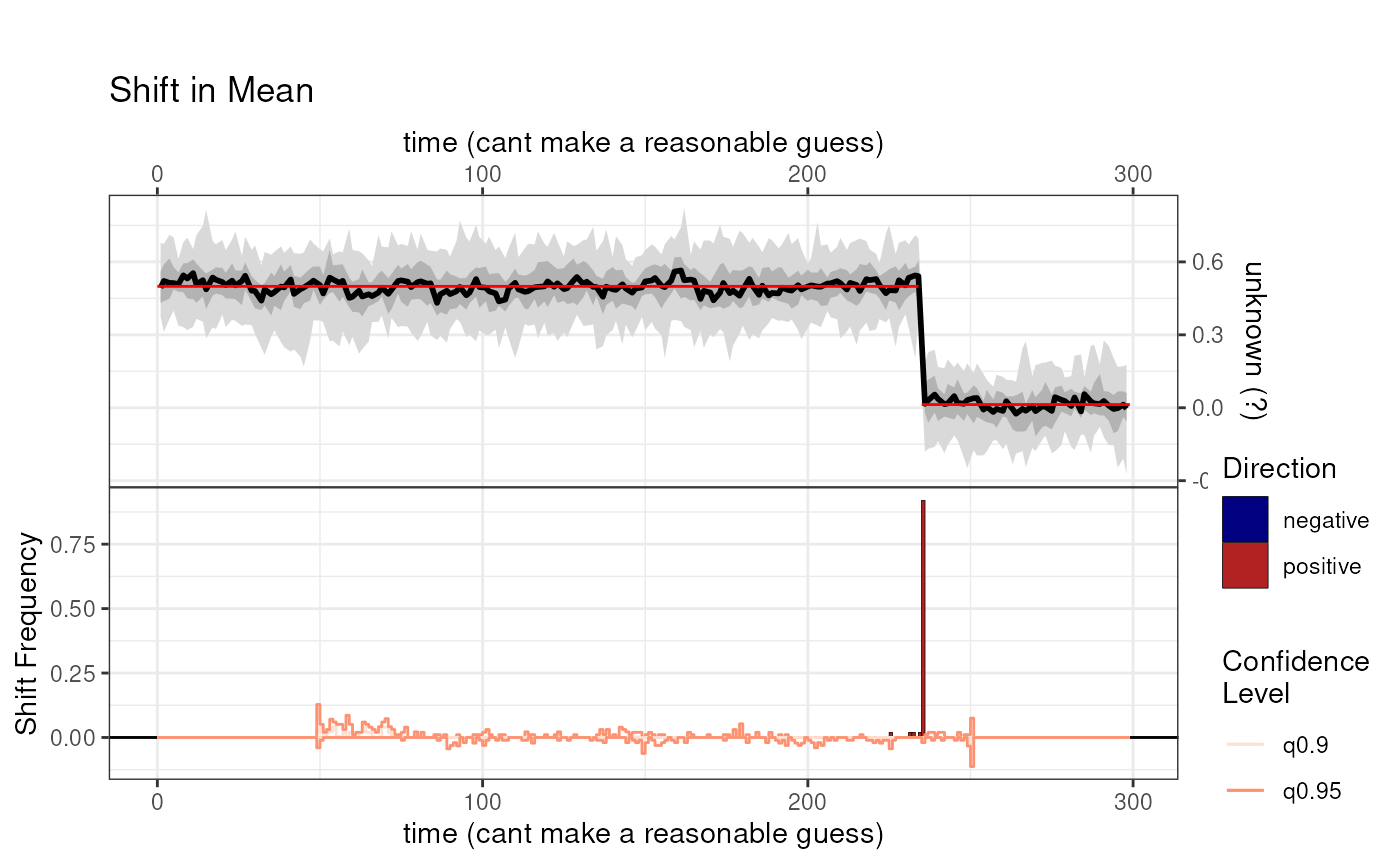 Shift in Mean
time (cant make a reasonable guess)
0 100 200 300
0.6
0.3
0.0
unknown (?)
Shift Frequency
0.75
0.50
0.25
0.00
0 100 200 300
time (cant make a reasonable guess)
Direction
negative
positive
Confidence
Level
q0.9
q0.95